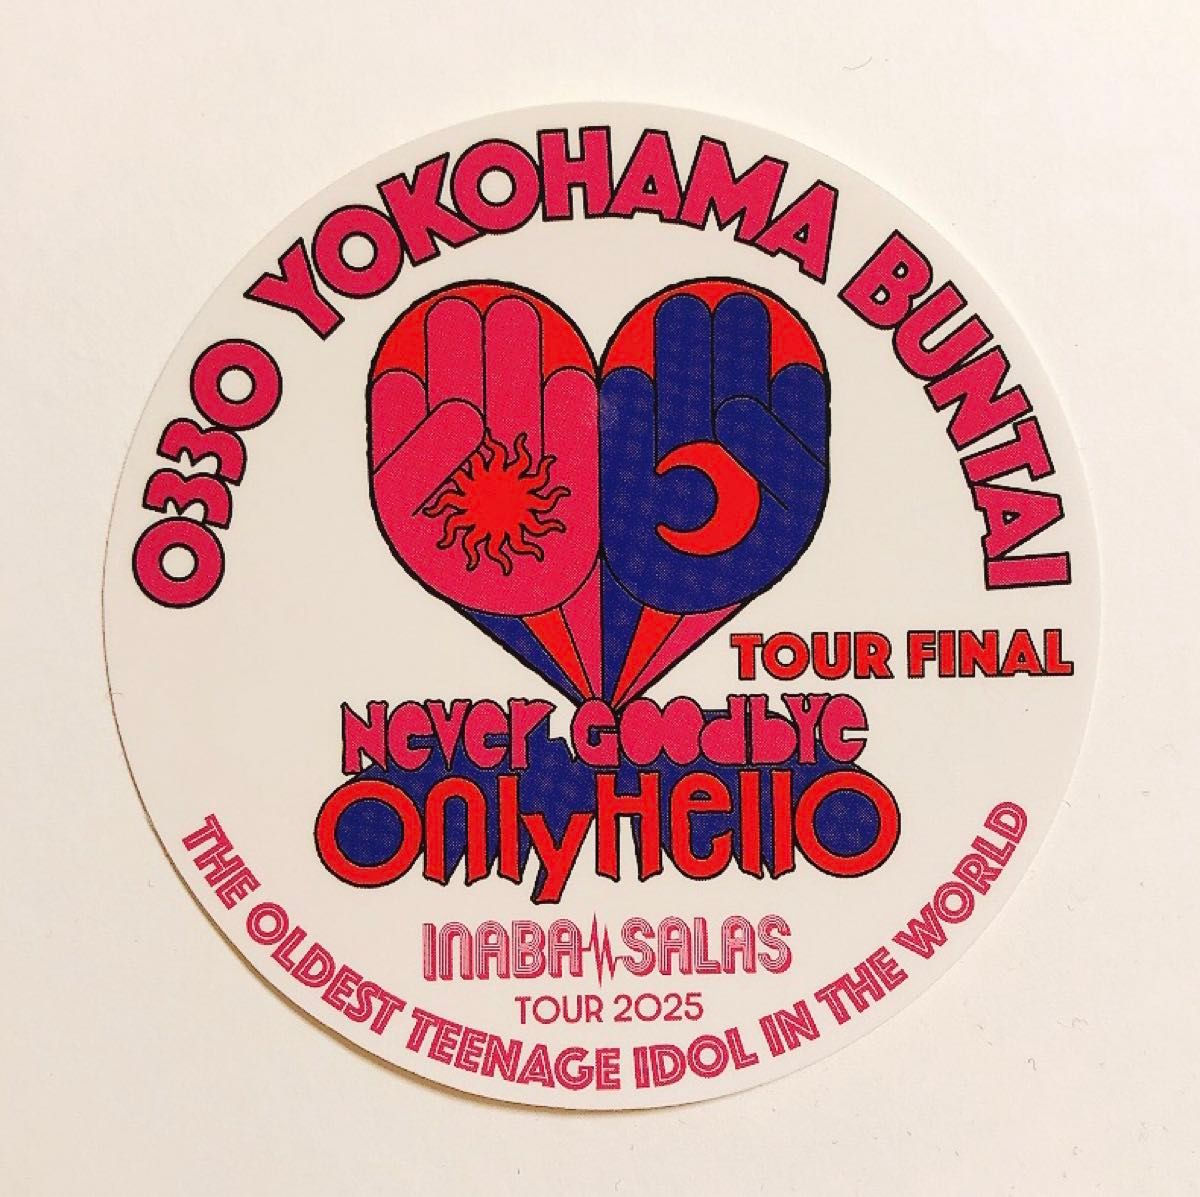 0330 YOKOHAMA BUNTAI
TOUR FINAL
Never Goodbye
Only Hello
INABA SALAS
TOUR 2025
THE OLDEST TEENAGE IDOL IN THE WORLD